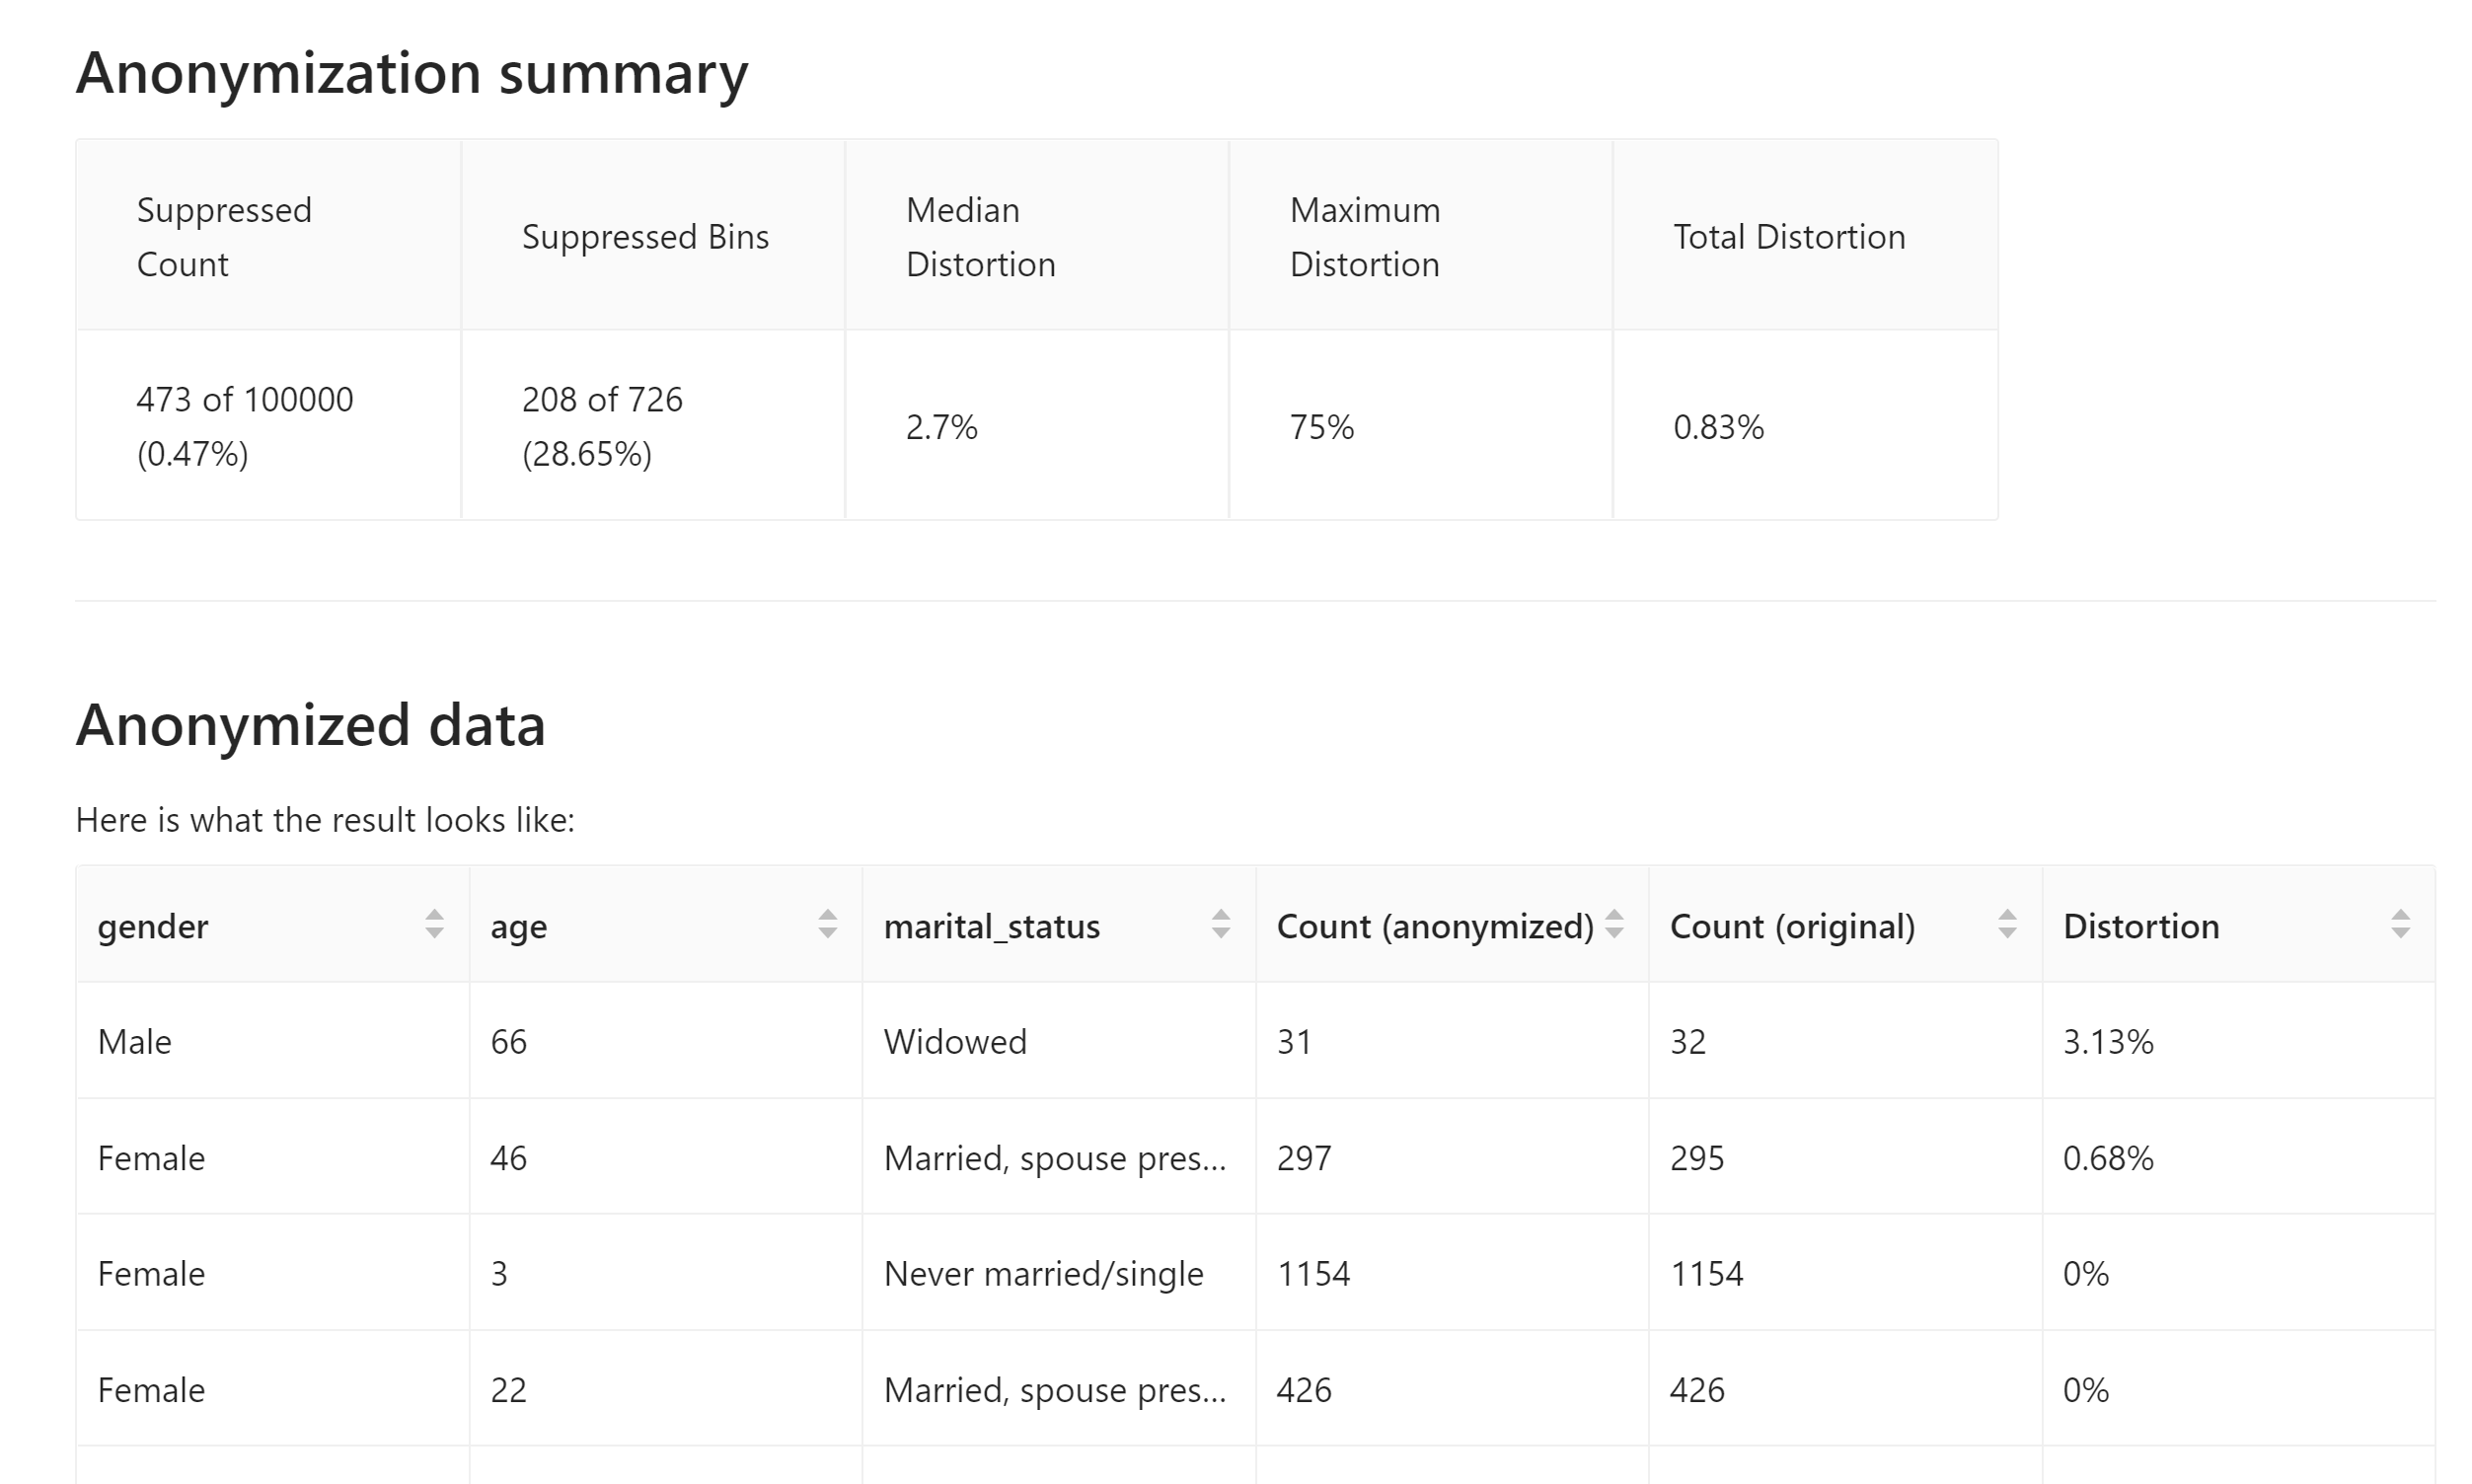 Anonymization summary
Suppressed Count
Suppressed Bins
Median Distortion
Maximum Distortion
Total Distortion
473 of 100000 (0.47%)
208 of 726 (28.65%)
2.7%
75%
0.83%
Anonymized data
Here is what the result looks like:
gender age marital_status Count (anonymized) Count (original) Distortion
Male 66 Widowed 31 32 3.13%
Female 46 Married, spouse pres... 297 295 0.68%
Female 3 Never married/single 1154 1154 0%
Female 22 Married, spouse pres... 426 426 0%